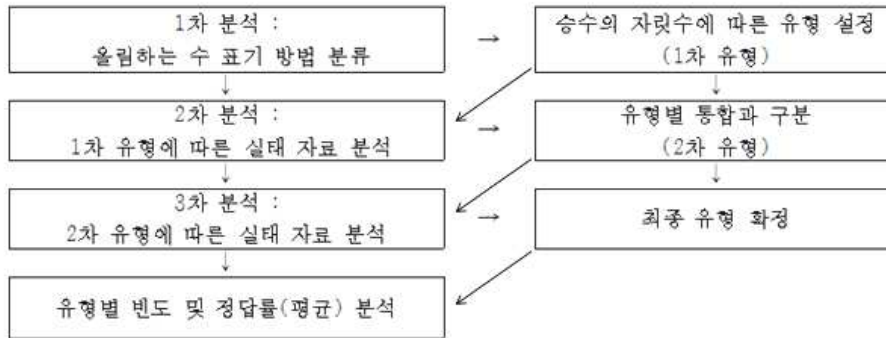 1차 분석 :
올림하는 수 표기 방법 분류
→
승수의 자릿수에 따른 유형 설정
(1차 유형)
↓
↓
2차 분석 :
1차 유형에 따른 실태 자료 분석
→
유형별 통합과 구분
(2차 유형)
↓
↓
3차 분석 :
2차 유형에 따른 실태 자료 분석
→
최종 유형 확정
↓
유형별 빈도 및 정답률(평균) 분석